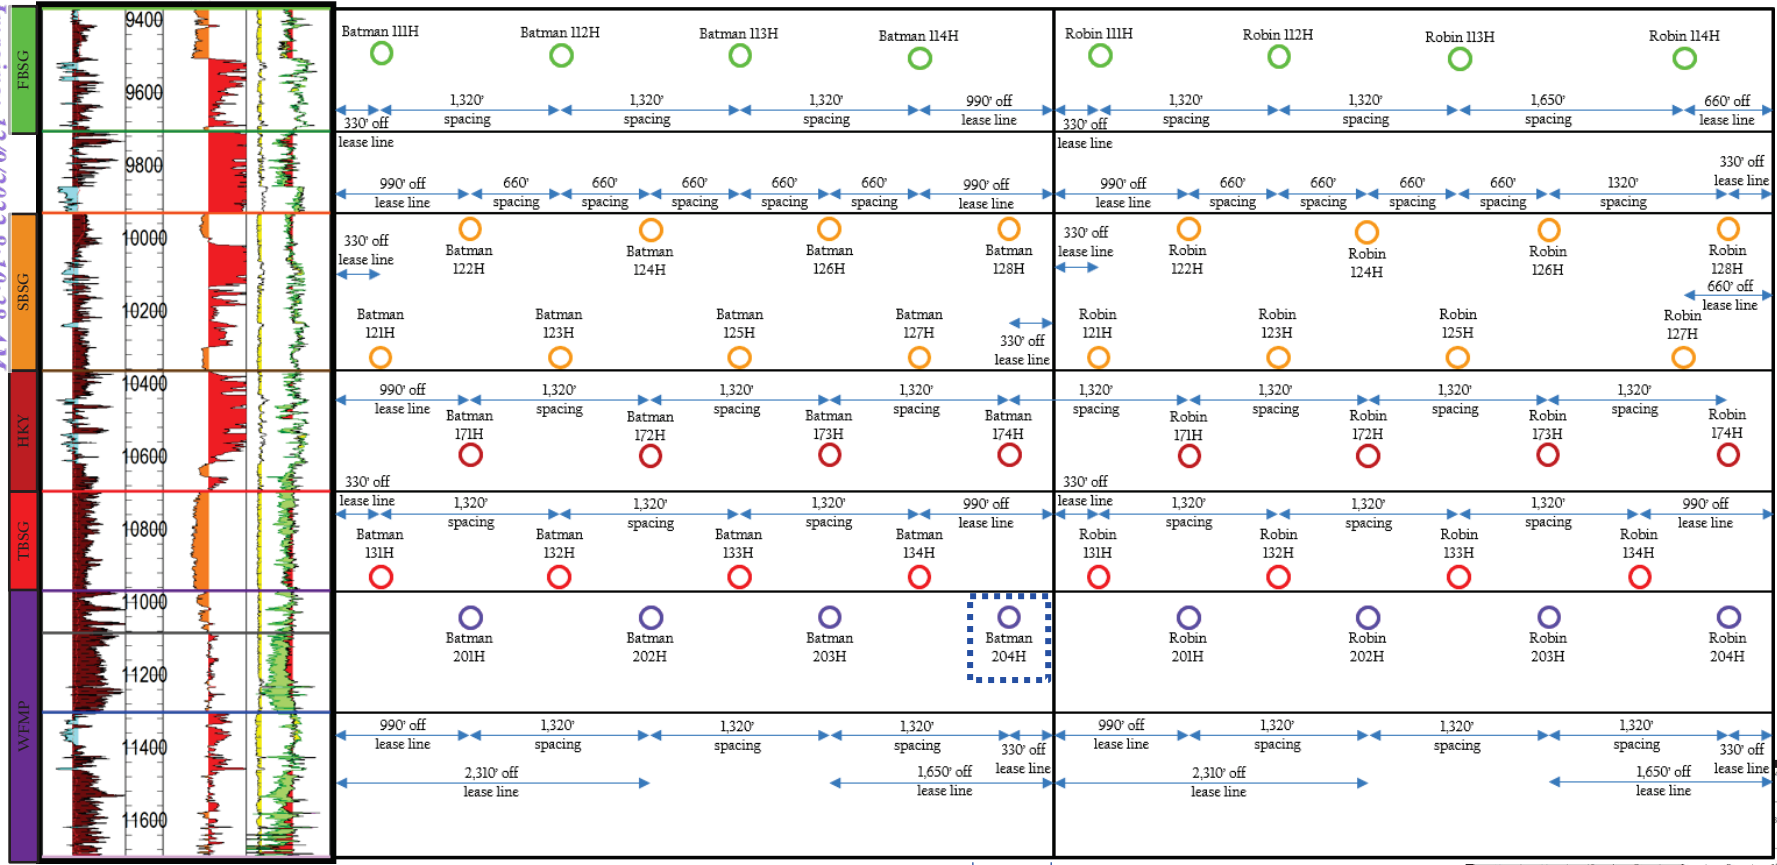 FBSG
SBSG
HKY
TBSG
WFMP
9400
9600
9800
10000
10200
10400
10600
10800
11000
11200
11400
11600
Batman 111H
Batman 112H
Batman 113H
Batman 114H
Robin 111H
Robin 112H
Robin 113H
Robin 114H
330' off
lease line
1,320'
spacing
1,320'
spacing
1,320'
spacing
990' off
lease line
330' off
lease line
1,320'
spacing
1,320'
spacing
1,650'
spacing
660' off
lease line
990' off
lease line
660'
spacing
660'
spacing
660'
spacing
660'
spacing
660'
spacing
990' off
lease line
990' off
lease line
660'
spacing
660'
spacing
660'
spacing
660'
spacing
1320'
spacing
330' off
lease line
330' off
lease line
Batman
122H
Batman
124H
Batman
126H
Batman
128H
330' off
lease line
Robin
122H
Robin
124H
Robin
126H
Robin
128H
660' off
lease line
Batman
121H
Batman
123H
Batman
125H
Batman
127H
330' off
lease line
Robin
121H
Robin
123H
Robin
125H
Robin
127H
990' off
lease line
1,320'
spacing
1,320'
spacing
1,320'
spacing
1,320'
spacing
1,320'
spacing
1,320'
spacing
1,320'
spacing
Batman
171H
Batman
172H
Batman
173H
Batman
174H
Robin
171H
Robin
172H
Robin
173H
Robin
174H
330' off
lease line
1,320'
spacing
1,320'
spacing
1,320'
spacing
990' off
lease line
330' off
lease line
1,320'
spacing
1,320'
spacing
1,320'
spacing
990' off
lease line
Batman
131H
Batman
132H
Batman
133H
Batman
134H
Robin
131H
Robin
132H
Robin
133H
Robin
134H
Batman
201H
Batman
202H
Batman
203H
Batman
204H
Robin
201H
Robin
202H
Robin
203H
Robin
204H
990' off
lease line
1,320'
spacing
1,320'
spacing
1,320'
spacing
330' off
lease line
990' off
lease line
1,320'
spacing
1,320'
spacing
1,320'
spacing
330' off
lease line
2,310' off
lease line
1,650' off
lease line
2,310' off
lease line
1,650' off
lease line